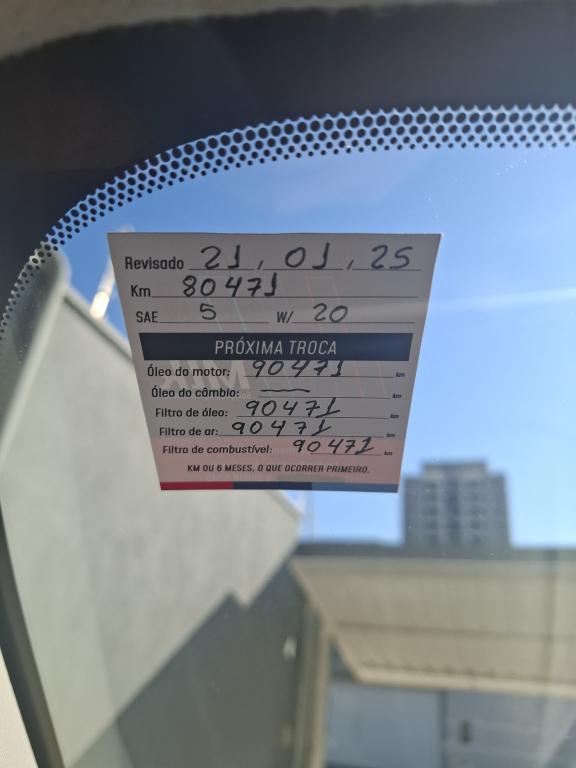 Revisado 21, 01, 25
Km 80471
SAE 5 W/ 20
PRÓXIMA TROCA
Óleo do motor: 90471 km
Óleo do câmbio: — km
Filtro de óleo: 90471 km
Filtro de ar: 90471 km
Filtro de combustível: 90471 km
KM OU 6 MESES, O QUE OCORRER PRIMEIRO.